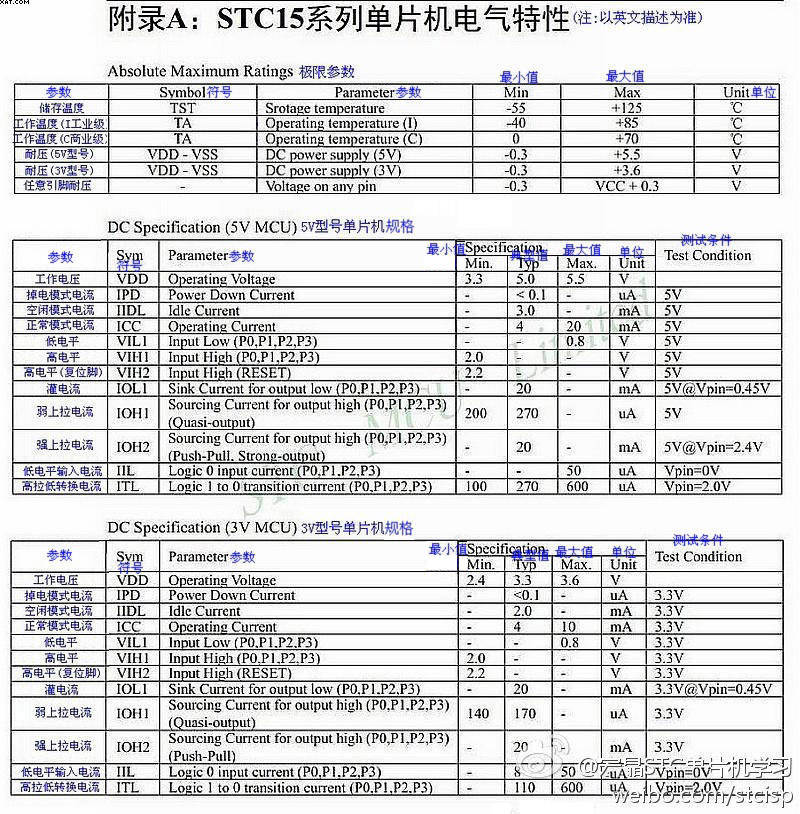 XAT.COM
附录A：STC15系列单片机电气特性(注:以英文描述为准)
Absolute Maximum Ratings 极限参数
最小值 最大值
参数 Symbol符号 Parameter参数 Min Max Unit单位
储存温度 TST Srotage temperature -55 +125 ℃
工作温度(I工业级) TA Operating temperature (I) -40 +85 ℃
工作温度(C商业级) TA Operating temperature (C) 0 +70 ℃
耐压(5V型号) VDD - VSS DC power supply (5V) -0.3 +5.5 V
耐压(3V型号) VDD - VSS DC power supply (3V) -0.3 +3.6 V
任意引脚耐压 - Voltage on any pin -0.3 VCC + 0.3 V
DC Specification (5V MCU) 5V型号单片机规格
参数 Sym符号 Parameter参数 Specification Test Condition测试条件
最小值 典型值 最大值 单位
Min. Typ Max. Unit
工作电压 VDD Operating Voltage 3.3 5.0 5.5 V
掉电模式电流 IPD Power Down Current - < 0.1 - uA 5V
空闲模式电流 IIDL Idle Current - 3.0 - mA 5V
正常模式电流 ICC Operating Current - 4 20 mA 5V
低电平 VIL1 Input Low (P0,P1,P2,P3) - - 0.8 V 5V
高电平 VIH1 Input High (P0,P1,P2,P3) 2.0 - - V 5V
高电平(复位脚) VIH2 Input High (RESET) 2.2 - - V 5V
灌电流 IOL1 Sink Current for output low (P0,P1,P2,P3) - 20 - mA 5V@Vpin=0.45V
弱上拉电流 IOH1 Sourcing Current for output high (P0,P1,P2,P3) 200 270 - uA 5V
(Quasi-output)
强上拉电流 IOH2 Sourcing Current for output high (P0,P1,P2,P3) - 20 - mA 5V@Vpin=2.4V
(Push-Pull, Strong-output)
低电平输入电流 IIL Logic 0 input current (P0,P1,P2,P3) - - 50 uA Vpin=0V
高拉低转换电流 ITL Logic 1 to 0 transition current (P0,P1,P2,P3) 100 270 600 uA Vpin=2.0V
STC MCU Limited
DC Specification (3V MCU) 3V型号单片机规格
参数 Sym符号 Parameter参数 Specification Test Condition测试条件
最小值 典型值 最大值 单位
Min. Typ Max. Unit
工作电压 VDD Operating Voltage 2.4 3.3 3.6 V
掉电模式电流 IPD Power Down Current - <0.1 - uA 3.3V
空闲模式电流 IIDL Idle Current - 2.0 - mA 3.3V
正常模式电流 ICC Operating Current - 4 10 mA 3.3V
低电平 VIL1 Input Low (P0,P1,P2,P3) - - 0.8 V 3.3V
高电平 VIH1 Input High (P0,P1,P2,P3) 2.0 - - V 3.3V
高电平(复位脚) VIH2 Input High (RESET) 2.2 - - V 3.3V
灌电流 IOL1 Sink Current for output low (P0,P1,P2,P3) - 20 - mA 3.3V@Vpin=0.45V
弱上拉电流 IOH1 Sourcing Current for output high (P0,P1,P2,P3) 140 170 - uA 3.3V
(Quasi-output)
强上拉电流 IOH2 Sourcing Current for output high (P0,P1,P2,P3) - 20 - mA 3.3V
(Push-Pull)
低电平输入电流 IIL Logic 0 input current (P0,P1,P2,P3) - 8 50 uA Vpin=0V
高拉低转换电流 ITL Logic 1 to 0 transition current (P0,P1,P2,P3) - 110 600 uA Vpin=2.0V
@宏晶STC单片机学习
weibo.com/stcisp